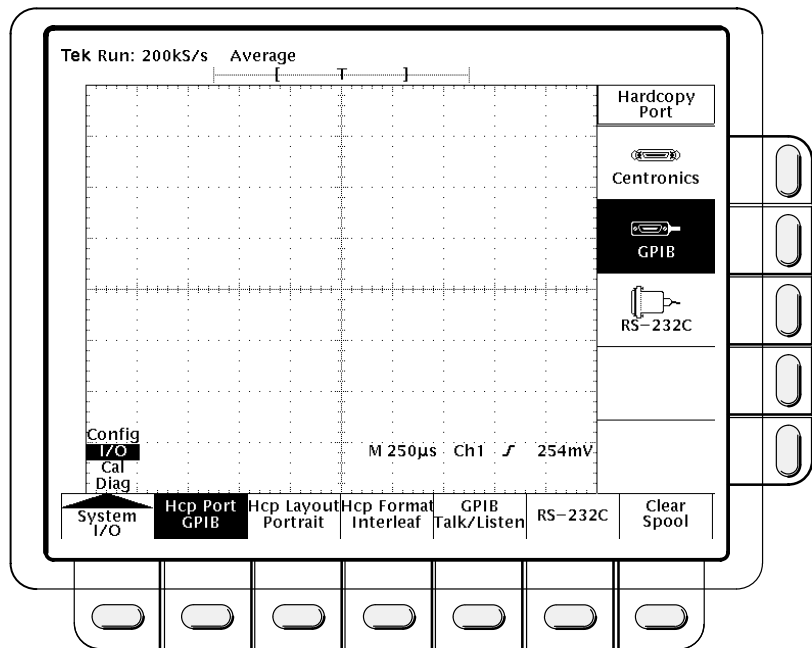 Tek Run: 200kS/s Average
[ T ]
Hardcopy
Port
Centronics
GPIB
RS-232C
Config
I/O
Cal
Diag
M 250µs Ch1 254mV
System
I/O
Hcp Port
GPIB
Hcp Layout
Portrait
Hcp Format
Interleaf
GPIB
Talk/Listen
RS-232C
Clear
Spool